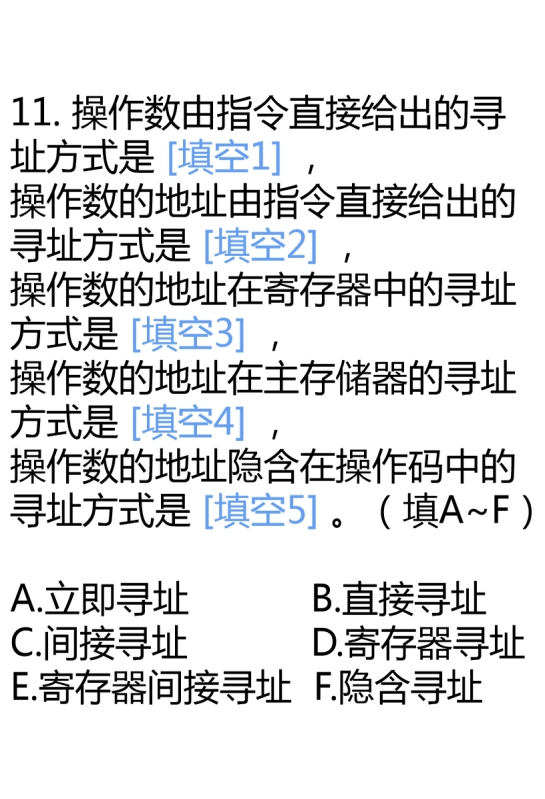 11. 操作数由指令直接给出的寻
址方式是 [填空1] ，
操作数的地址由指令直接给出的
寻址方式是 [填空2] ，
操作数的地址在寄存器中的寻址
方式是 [填空3] ，
操作数的地址在主存储器的寻址
方式是 [填空4] ，
操作数的地址隐含在操作码中的
寻址方式是 [填空5] 。（填A~F）
A.立即寻址 B.直接寻址
C.间接寻址 D.寄存器寻址
E.寄存器间接寻址 F.隐含寻址